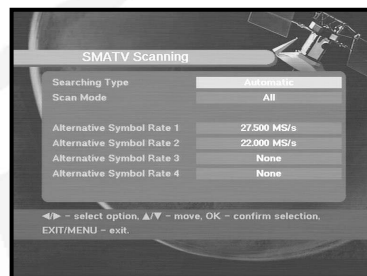 SMATV Scanning
Searching Type Automatic
Scan Mode All
Alternative Symbol Rate 1 27.500 MS/s
Alternative Symbol Rate 2 22.000 MS/s
Alternative Symbol Rate 3 None
Alternative Symbol Rate 4 None
◀/▶ – select option, ▲/▼ – move, OK – confirm selection,
EXIT/MENU – exit.